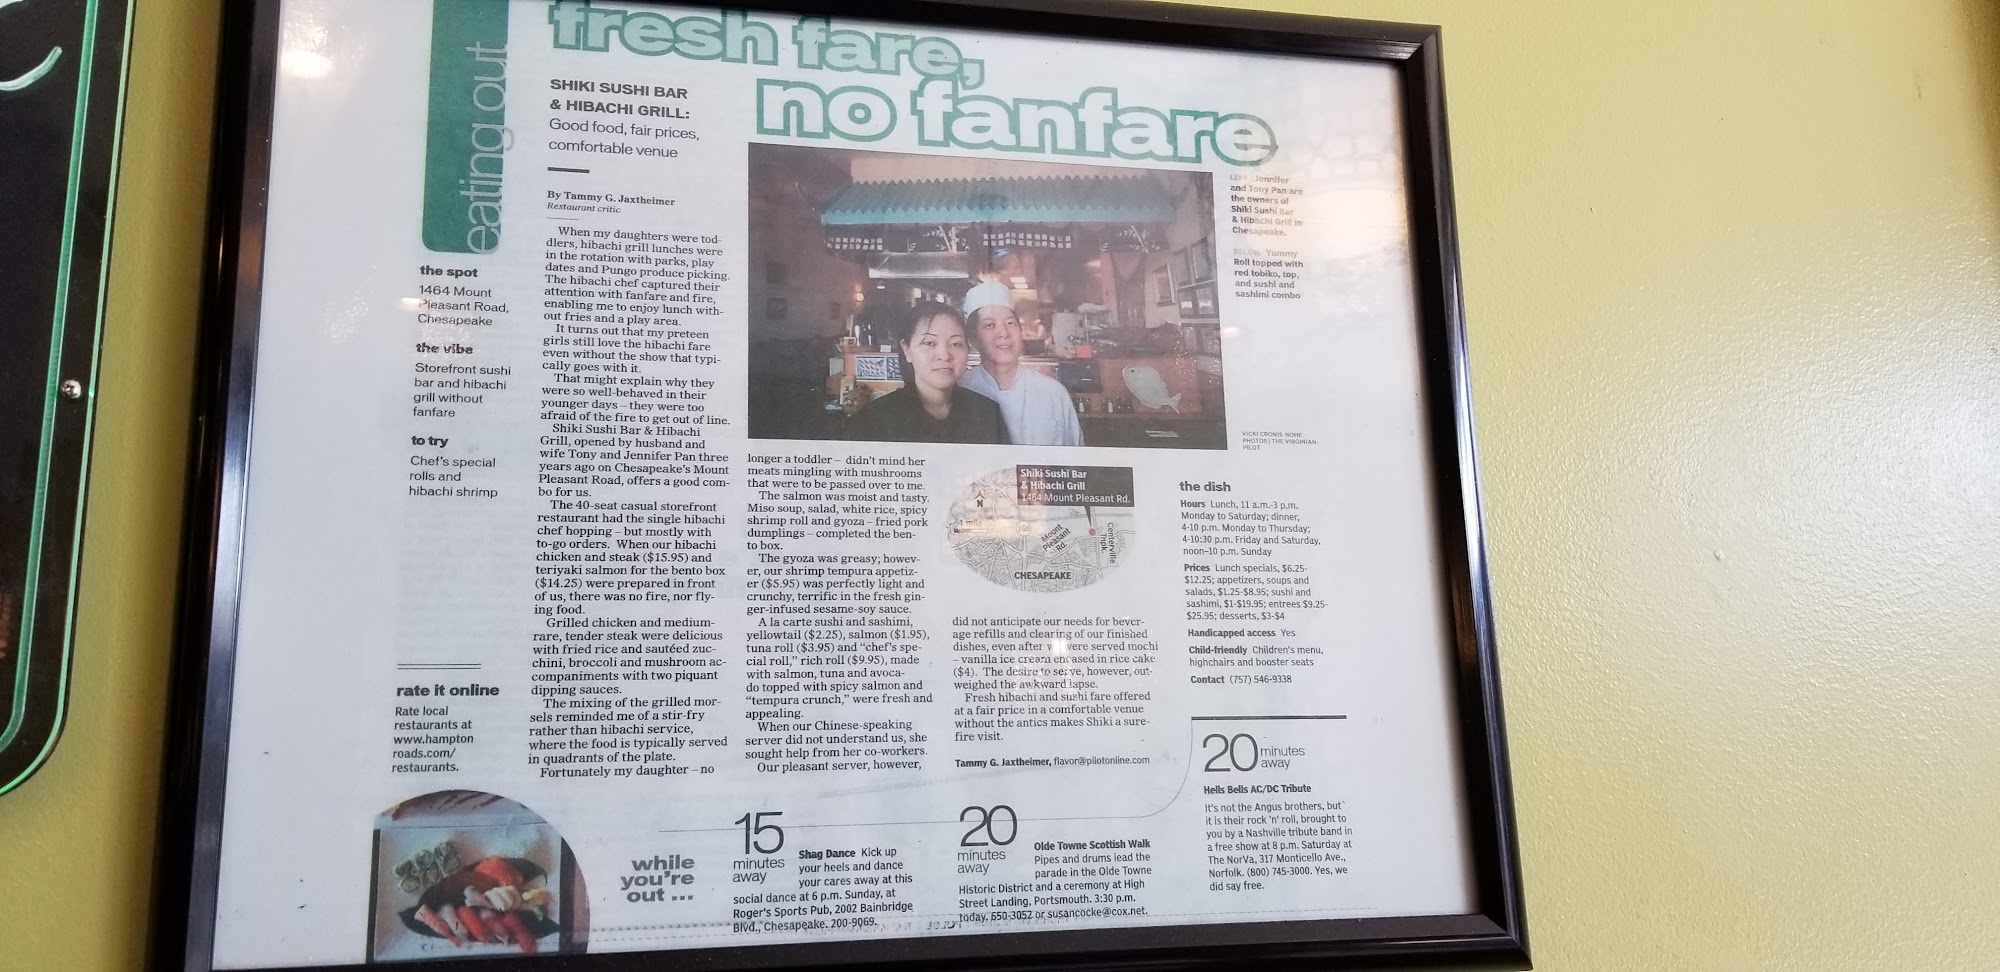 eating out
fresh fare,
no fanfare
SHIKI SUSHI BAR
& HIBACHI GRILL:
Good food, fair prices,
comfortable venue
By Tammy G. Jaxtheimer
Restaurant critic
the spot
1464 Mount
Pleasant Road,
Chesapeake
the vibe
Storefront sushi
bar and hibachi
grill without
fanfare
to try
Chef's special
rolls and
hibachi shrimp
rate it online
Rate local
restaurants at
www.hampton
roads.com/
restaurants.
When my daughters were tod-
dlers, hibachi grill lunches were
in the rotation with parks, play
dates and Pungo produce picking.
The hibachi chef captured their
attention with fanfare and fire,
enabling me to enjoy lunch with-
out fries and a play area.
It turns out that my preteen
girls still love the hibachi fare
even without the show that typi-
cally goes with it.
That might explain why they
were so well-behaved in their
younger days – they were too
afraid of the fire to get out of line.
Shiki Sushi Bar & Hibachi
Grill, opened by husband and
wife Tony and Jennifer Pan three
years ago on Chesapeake's Mount
Pleasant Road, offers a good com-
bo for us.
The 40-seat casual storefront
restaurant had the single hibachi
chef hopping – but mostly with
to-go orders. When our hibachi
chicken and steak ($15.95) and
teriyaki salmon for the bento box
($14.25) were prepared in front
of us, there was no fire, nor fly-
ing food.
Grilled chicken and medium-
rare, tender steak were delicious
with fried rice and sautéed zuc-
chini, broccoli and mushroom ac-
companiments with two piquant
dipping sauces.
The mixing of the grilled mor-
sels reminded me of a stir-fry
rather than hibachi service,
where the food is typically served
in quadrants of the plate.
Fortunately my daughter – no
longer a toddler – didn't mind her
meats mingling with mushrooms
that were to be passed over to me.
The salmon was moist and tasty.
Miso soup, salad, white rice, spicy
shrimp roll and gyoza – fried pork
dumplings – completed the ben-
to box.
The gyoza was greasy; howev-
er, our shrimp tempura appetiz-
er ($5.95) was perfectly light and
crunchy, terrific in the fresh gin-
ger-infused sesame-soy sauce.
A la carte sushi and sashimi,
yellowtail ($2.25), salmon ($1.95),
tuna roll ($3.95) and "chef's spe-
cial roll," rich roll ($9.95), made
with salmon, tuna and avoca-
do topped with spicy salmon and
"tempura crunch," were fresh and
appealing.
When our Chinese-speaking
server did not understand us, she
sought help from her co-workers.
Our pleasant server, however,
did not anticipate our needs for bever-
age refills and clearing of our finished
dishes, even after we were served mochi
– vanilla ice cream encased in rice cake
($4). The desire to serve, however, out-
weighed the awkward lapse.
Fresh hibachi and sushi fare offered
at a fair price in a comfortable venue
without the antics makes Shiki a sure-
fire visit.
Tammy G. Jaxtheimer, flavor@pilotonline.com
LEFT Jennifer
and Tony Pan are
the owners of
Shiki Sushi Bar
& Hibachi Grill in
Chesapeake.
BELOW Yummy
Roll topped with
red tobiko, top,
and sushi and
sashimi combo
VICKI CRONIS-NOHE
PHOTOS | THE VIRGINIAN-
PILOT
Shiki Sushi Bar
& Hibachi Grill
1464 Mount Pleasant Rd.
N
1 mile
168
Mount
Pleasant
Rd.
Centerville
Tnpk.
CHESAPEAKE
the dish
Hours Lunch, 11 a.m.-3 p.m.
Monday to Saturday; dinner,
4-10 p.m. Monday to Thursday;
4-10:30 p.m. Friday and Saturday,
noon-10 p.m. Sunday
Prices Lunch specials, $6.25-
$12.25; appetizers, soups and
salads, $1.25-$8.95; sushi and
sashimi, $1-$19.95; entrees $9.25-
$25.95; desserts, $3-$4
Handicapped access Yes
Child-friendly Children's menu,
highchairs and booster seats
Contact (757) 546-9338
while
you're
out ...
15
minutes
away
Shag Dance Kick up
your heels and dance
your cares away at this
social dance at 6 p.m. Sunday, at
Roger's Sports Pub, 2002 Bainbridge
Blvd., Chesapeake. 200-9069.
20
minutes
away
Olde Towne Scottish Walk
Pipes and drums lead the
parade in the Olde Towne
Historic District and a ceremony at High
Street Landing, Portsmouth. 3:30 p.m.
today. 650-3052 or susancocke@cox.net.
20
minutes
away
Hells Bells AC/DC Tribute
It's not the Angus brothers, but
it is their rock 'n' roll, brought to
you by a Nashville tribute band in
a free show at 8 p.m. Saturday at
The NorVa, 317 Monticello Ave.,
Norfolk. (800) 745-3000. Yes, we
did say free.